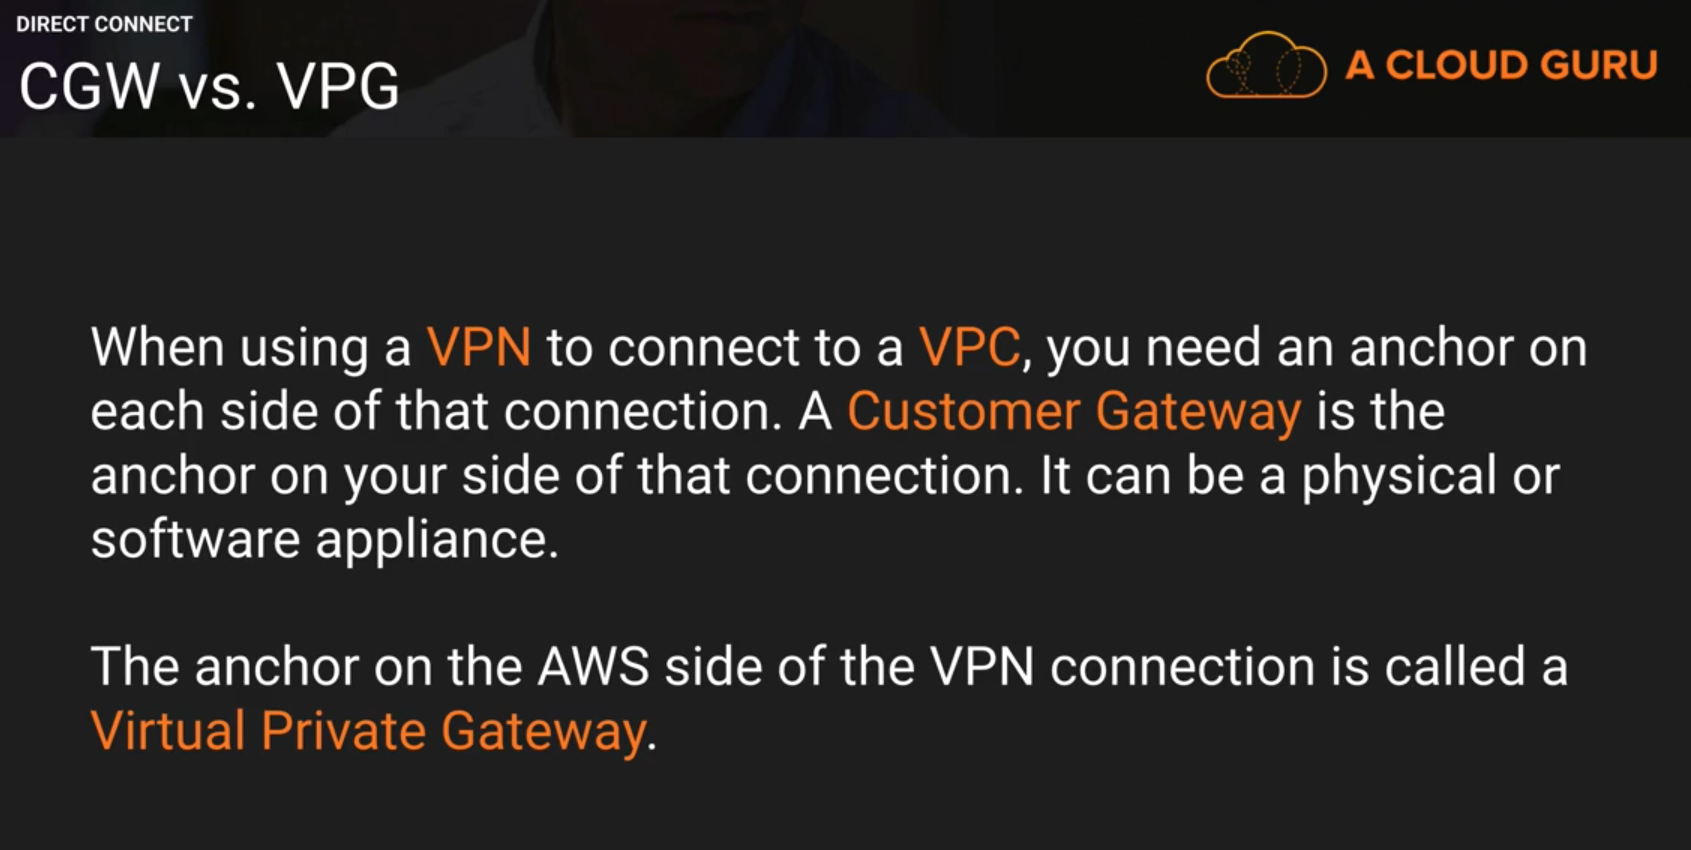 DIRECT CONNECT
CGW vs. VPG
A CLOUD GURU
When using a VPN to connect to a VPC, you need an anchor on
each side of that connection. A Customer Gateway is the
anchor on your side of that connection. It can be a physical or
software appliance.
The anchor on the AWS side of the VPN connection is called a
Virtual Private Gateway.